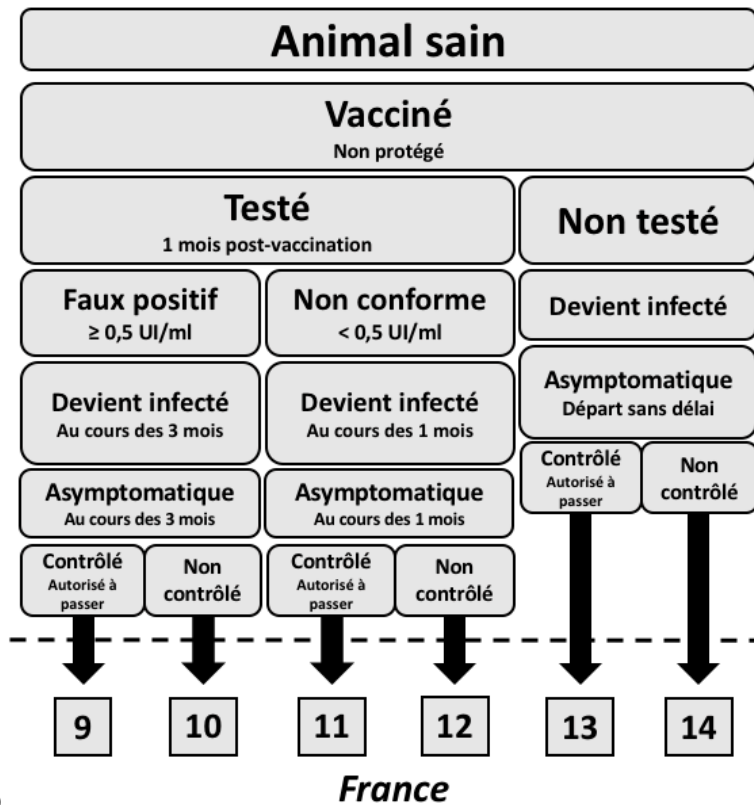 Animal sain
Vacciné
Non protégé
Testé
1 mois post-vaccination
Non testé
Faux positif
≥ 0,5 UI/ml
Non conforme
< 0,5 UI/ml
Devient infecté
Devient infecté
Au cours des 3 mois
Devient infecté
Au cours des 1 mois
Asymptomatique
Départ sans délai
Asymptomatique
Au cours des 3 mois
Asymptomatique
Au cours des 1 mois
Contrôlé
Autorisé à
passer
Non
contrôlé
Contrôlé
Autorisé à
passer
Non
contrôlé
Contrôlé
Autorisé à
passer
Non
contrôlé
9
10
11
12
13
14
France